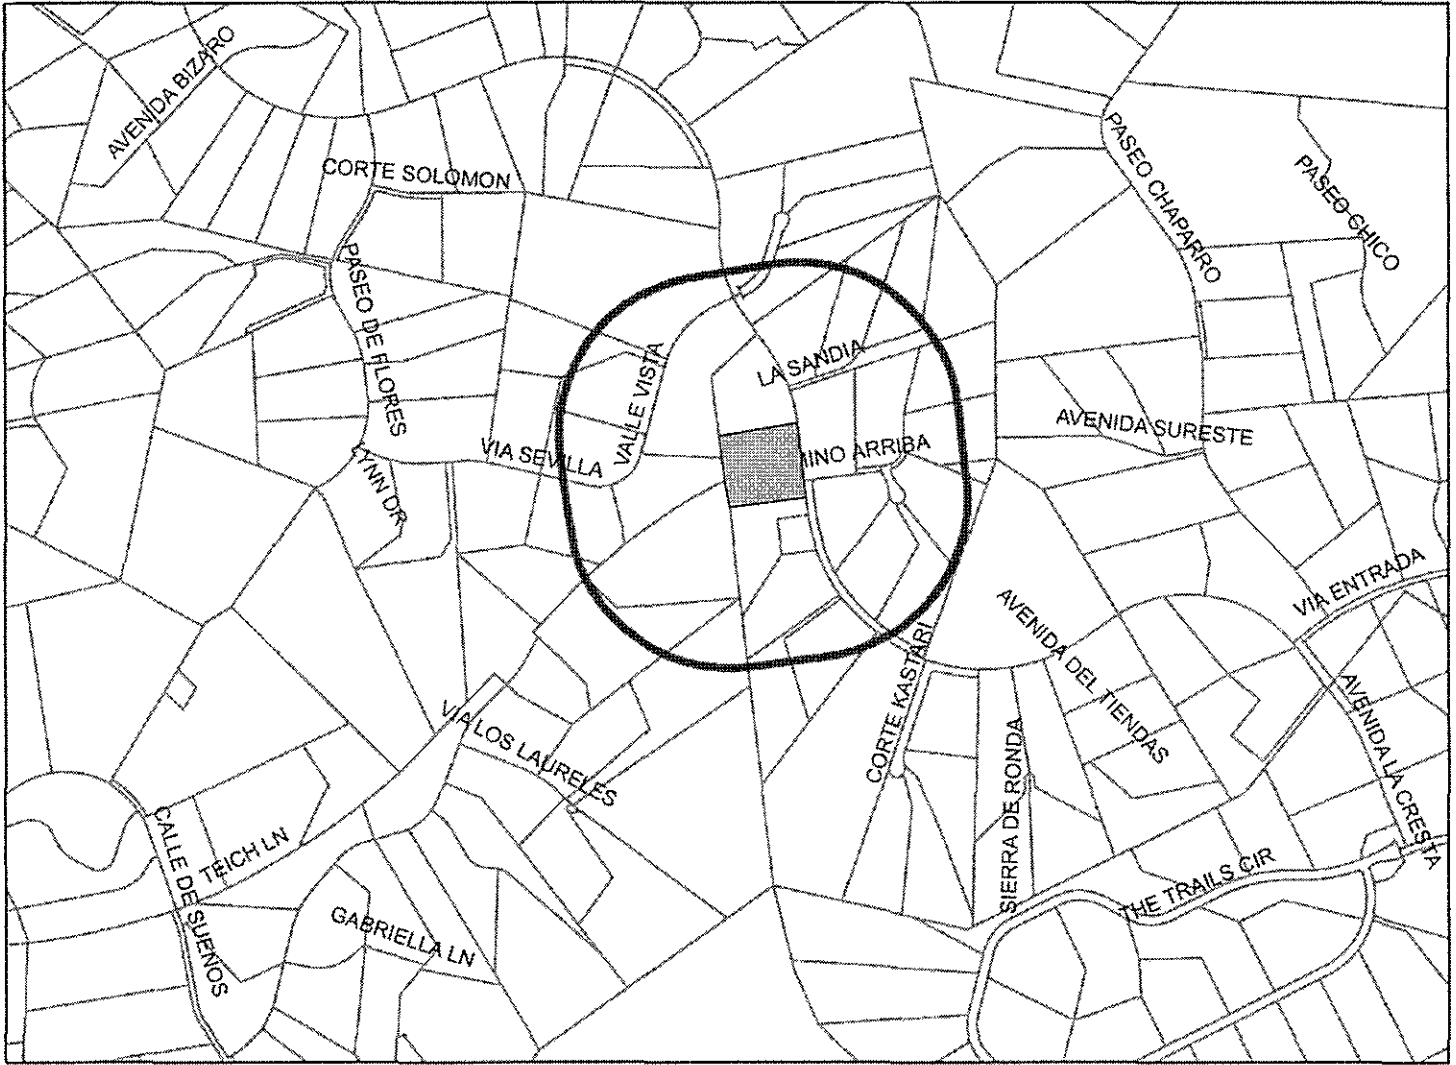 AVENIDA BIZARO
CORTE SOLOMON
PASEO CHAPARRO
PASEO CHICO
PASEO DE FLORES
LA SANDIA
VALLE VISTA
AVENIDA SURESTE
VIA SEVILLA
INO ARRIBA
LYNN DR
VIA ENTRADA
AVENIDA DEL TIENDAS
CORTE KASTARI
AVENIDA LA CRESTA
VIA LOS LAURELES
SIERRA DE RONDA
CALLE DE SUENOS
TEICH LN
THE TRAILS CIR
GABRIELLA LN